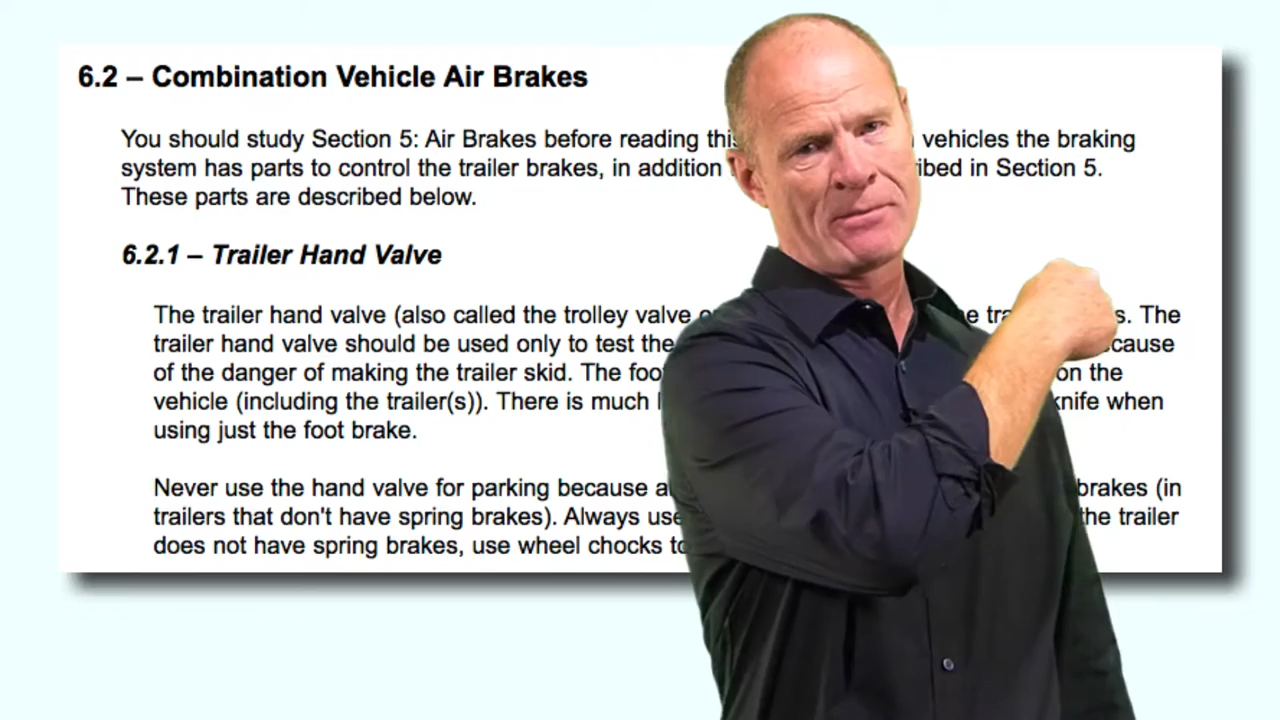 6.2 – Combination Vehicle Air Brakes
You should study Section 5: Air Brakes before reading this vehicles the braking
system has parts to control the trailer brakes, in addition in Section 5.
These parts are described below.
6.2.1 – Trailer Hand Valve
The trailer hand valve (also called the trolley valve The
trailer hand valve should be used only to test the
of the danger of making the trailer skid. The on the
vehicle (including the trailer(s)). There is much when
using just the foot brake.
Never use the hand valve for parking because brakes (in
trailers that don't have spring brakes). Always use the trailer
does not have spring brakes, use wheel chocks